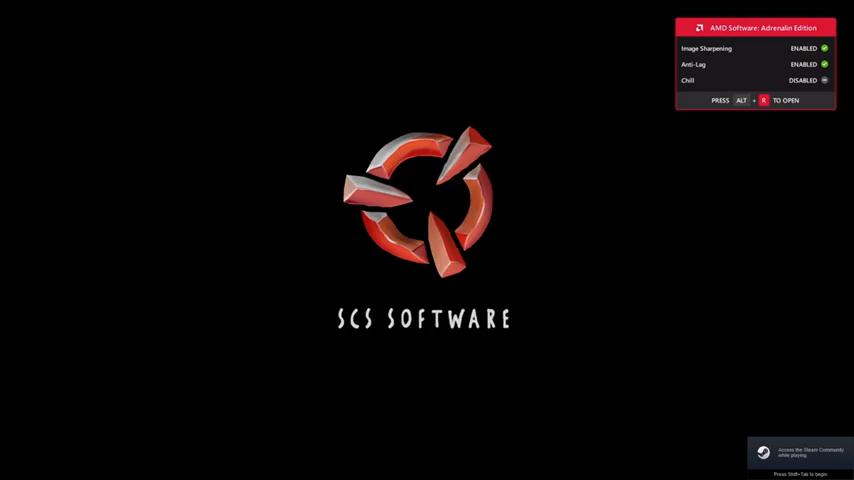 AMD Software: Adrenalin Edition
Image Sharpening ENABLED
Anti-Lag ENABLED
Chill DISABLED
PRESS ALT + R TO OPEN
SCS SOFTWARE
Access the Steam Community
while playing.
Press Shift+Tab to begin